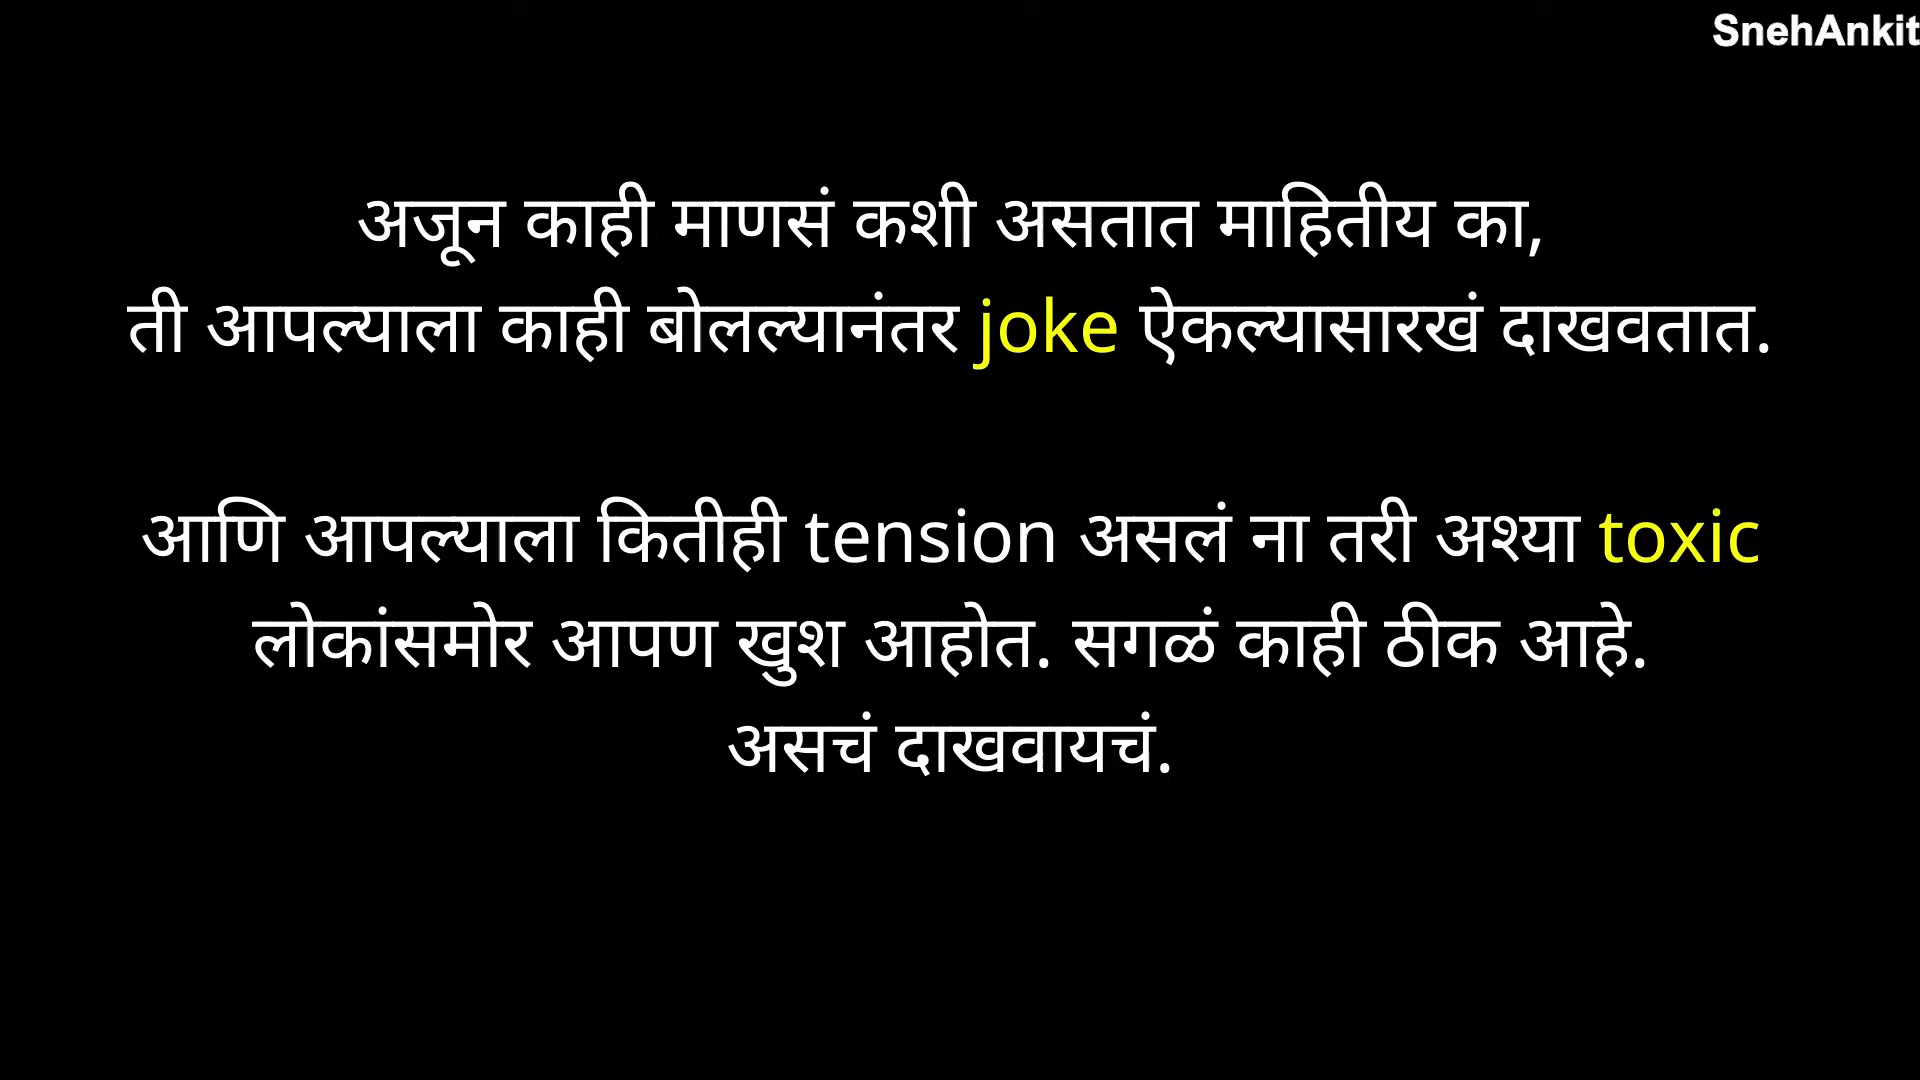 SnehAnkit
अजून काही माणसं कशी असतात माहितीय का,
ती आपल्याला काही बोलल्यानंतर joke ऐकल्यासारखं दाखवतात.
आणि आपल्याला कितीही tension असलं ना तरी अश्या toxic
लोकांसमोर आपण खुश आहोत. सगळं काही ठीक आहे.
असचं दाखवायचं.